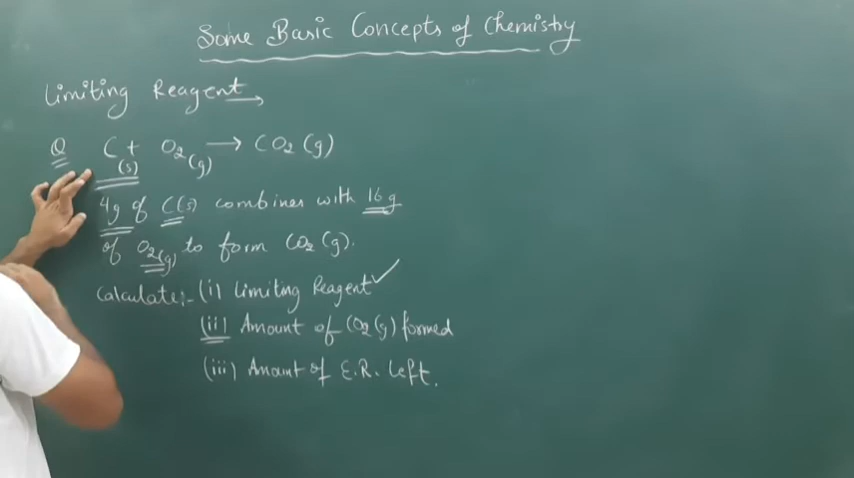 Some Basic Concepts of Chemistry
Limiting Reagent →
Q C(s) + O2(g) → CO2(g)
4g of C(s) combines with 16g
of O2(g) to form CO2(g).
Calculate:- (i) Limiting Reagent ✓
(ii) Amount of CO2(g) formed
(iii) Amount of E.R. left.